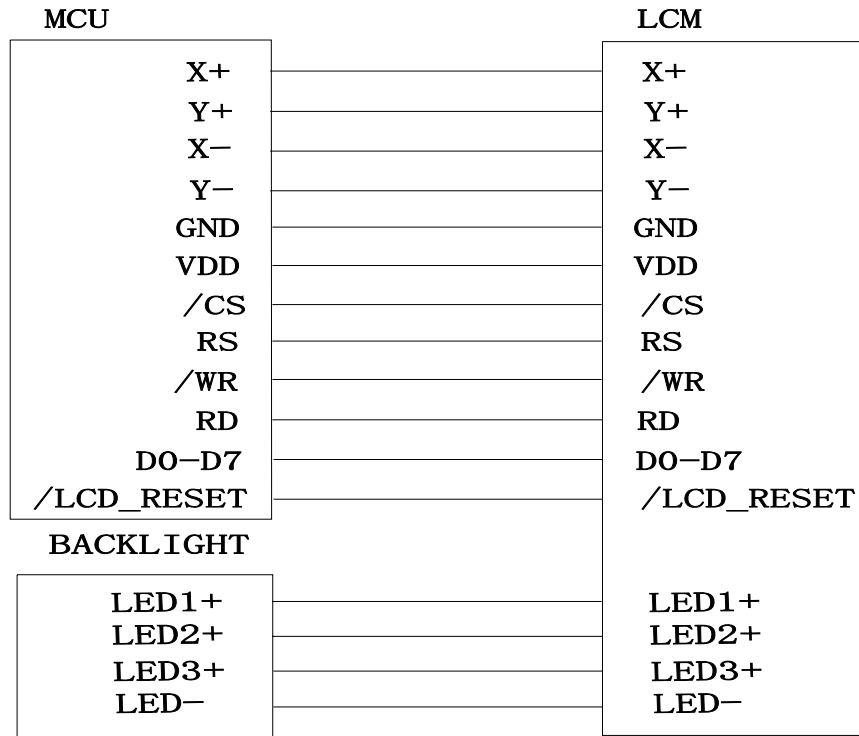 MCU
X+
Y+
X-
Y-
GND
VDD
/CS
RS
/WR
RD
D0-D7
/LCD_RESET
BACKLIGHT
LED1+
LED2+
LED3+
LED-
LCM
X+
Y+
X-
Y-
GND
VDD
/CS
RS
/WR
RD
D0-D7
/LCD_RESET
LED1+
LED2+
LED3+
LED-